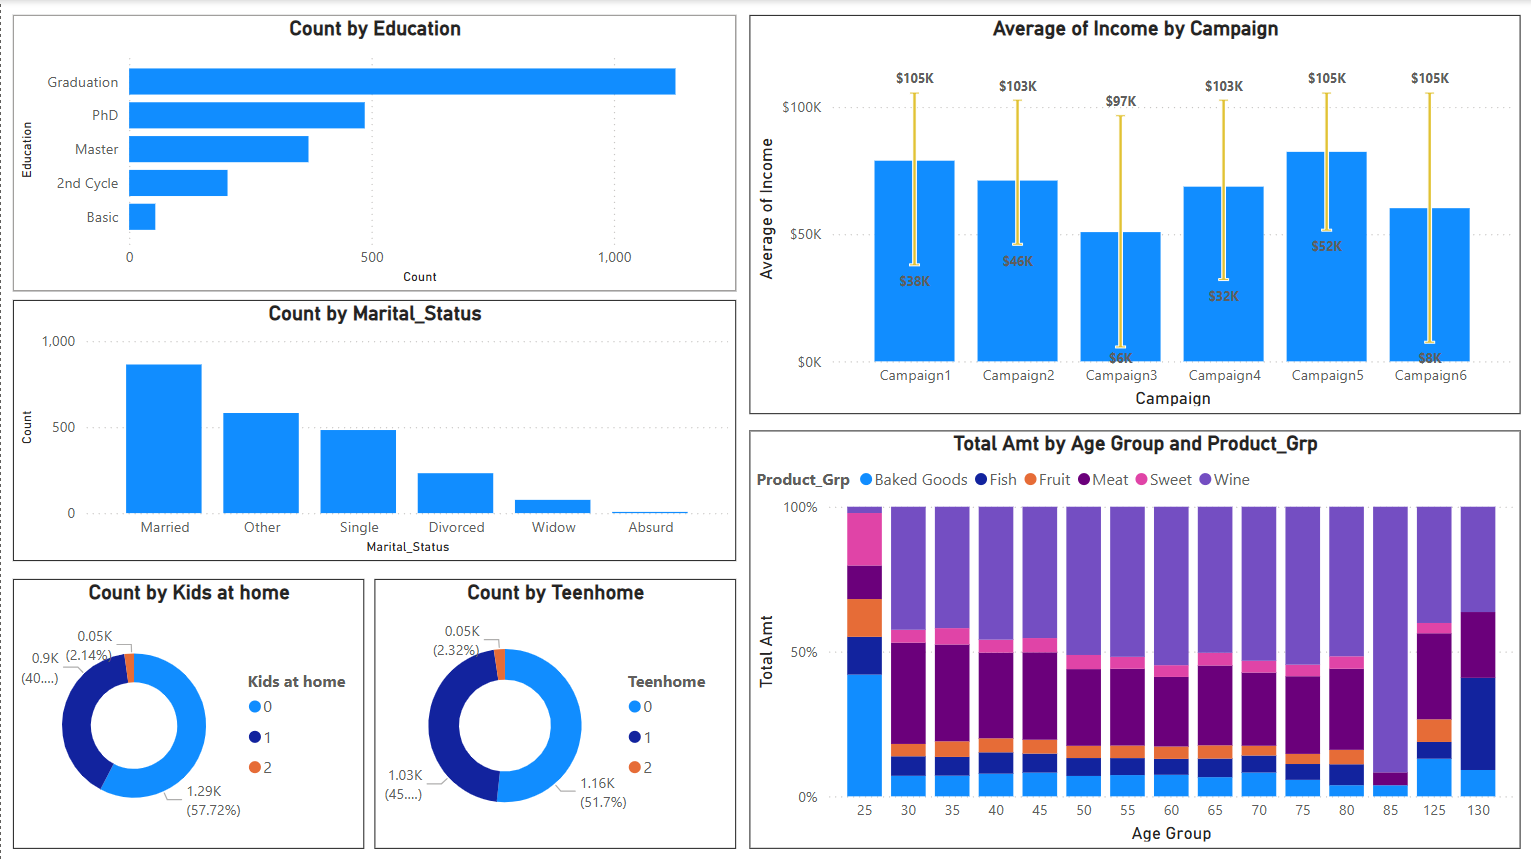 Count by Education
Education
Graduation
PhD
Master
2nd Cycle
Basic
0 500 1,000
Count
Count by Marital_Status
Count
1,000
500
0
Married Other Single Divorced Widow Absurd
Marital_Status
Count by Kids at home
0.05K
(2.14%)
0.9K
(40....)
1.29K
(57.72%)
Kids at home
0
1
2
Count by Teenhome
0.05K
(2.32%)
1.03K
(45....)
1.16K
(51.7%)
Teenhome
0
1
2
Average of Income by Campaign
Average of Income
$100K
$50K
$0K
$105K $103K $97K $103K $105K $105K
$38K $46K $6K $32K $52K $8K
Campaign1 Campaign2 Campaign3 Campaign4 Campaign5 Campaign6
Campaign
Total Amt by Age Group and Product_Grp
Product_Grp Baked Goods Fish Fruit Meat Sweet Wine
Total Amt
100%
50%
0%
25 30 35 40 45 50 55 60 65 70 75 80 85 125 130
Age Group